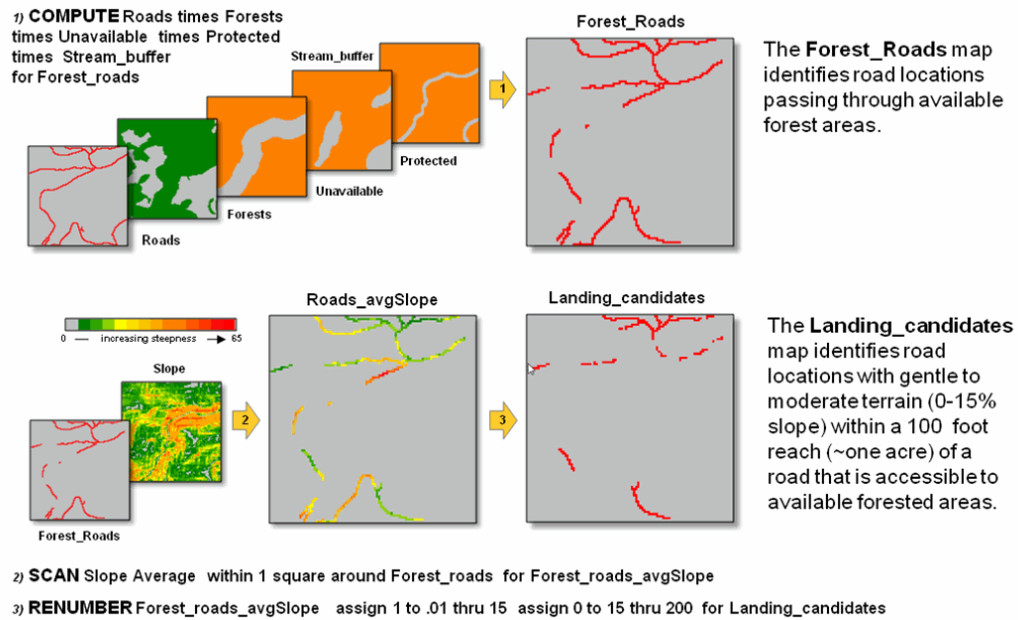 1) COMPUTE Roads times Forests
times Unavailable times Protected
times Stream_buffer
for Forest_roads
Stream_buffer
Protected
Unavailable
Forests
Roads
1
Forest_Roads
The Forest_Roads map
identifies road locations
passing through available
forest areas.
0 — increasing steepness 65
Slope
Forest_Roads
2
Roads_avgSlope
3
Landing_candidates
The Landing_candidates
map identifies road
locations with gentle to
moderate terrain (0-15%
slope) within a 100 foot
reach (~one acre) of a
road that is accessible to
available forested areas.
2) SCAN Slope Average within 1 square around Forest_roads for Forest_roads_avgSlope
3) RENUMBER Forest_roads_avgSlope assign 1 to .01 thru 15 assign 0 to 15 thru 200 for Landing_candidates